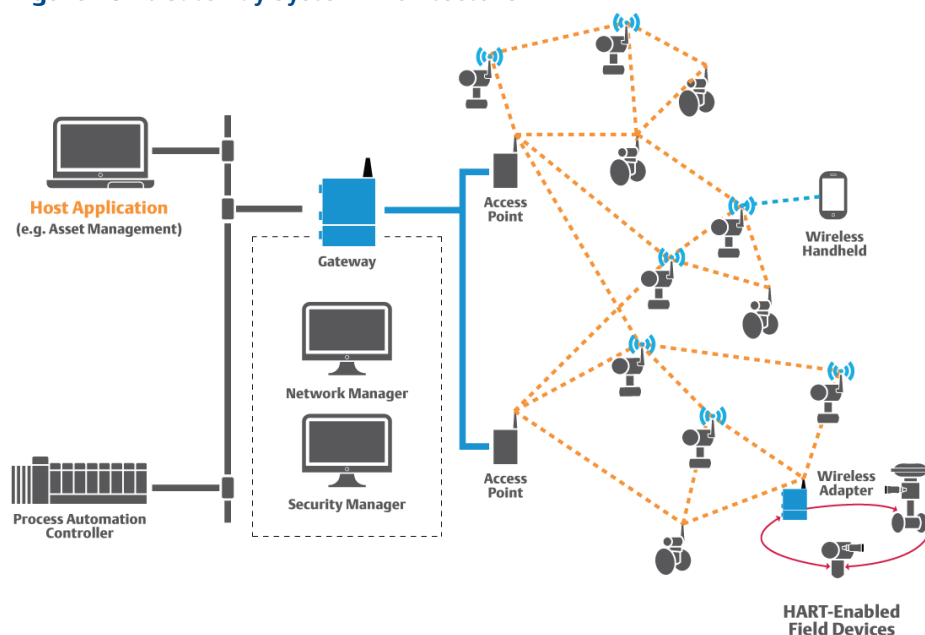 Host Application
(e.g. Asset Management)
Gateway
Network Manager
Security Manager
Process Automation
Controller
Access
Point
Access
Point
Wireless
Handheld
Wireless
Adapter
HART-Enabled
Field Devices